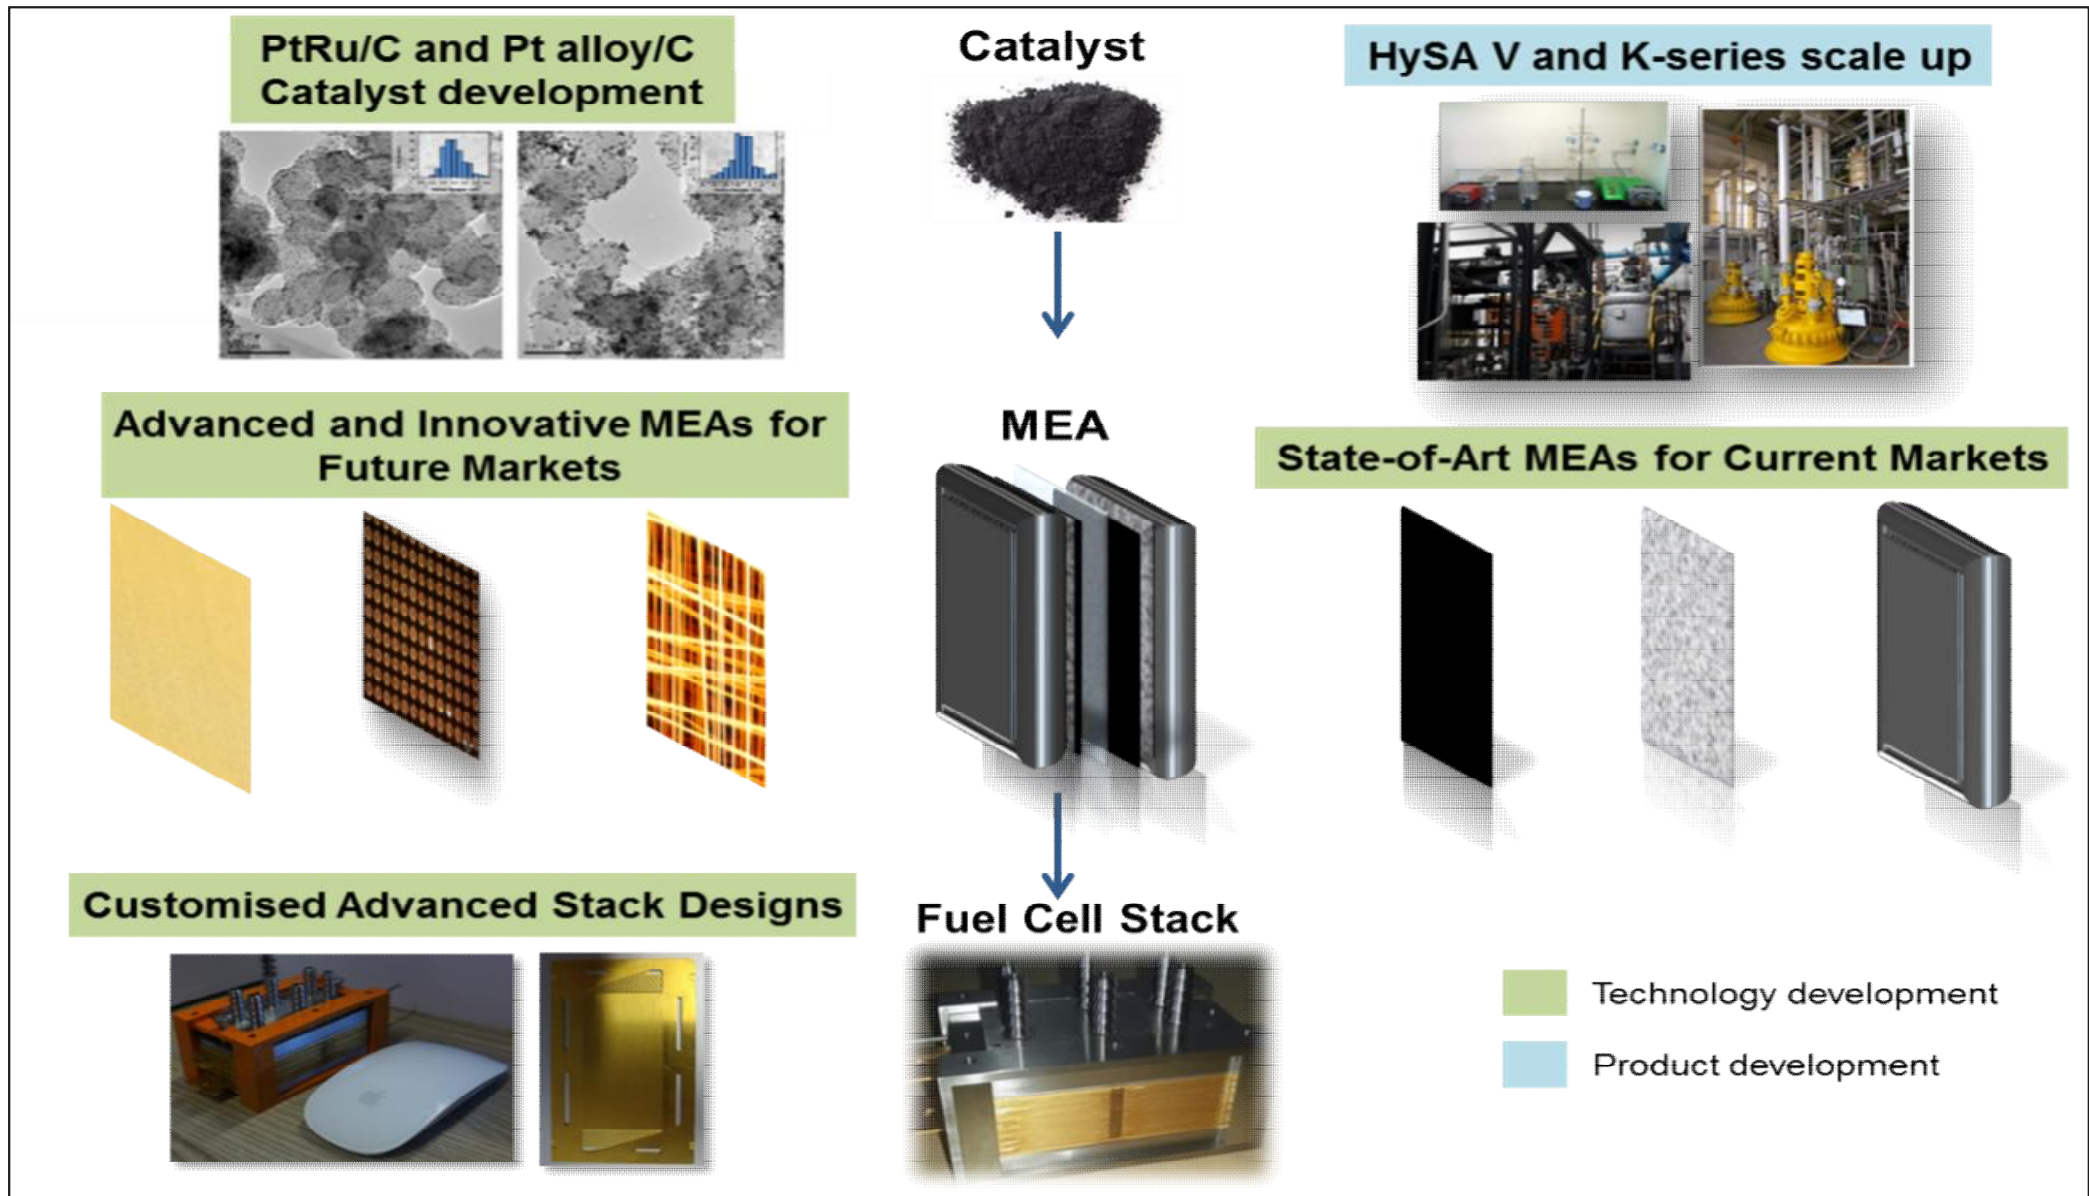 PtRu/C and Pt alloy/C
Catalyst development
Catalyst
HySA V and K-series scale up
Advanced and Innovative MEAs for
Future Markets
MEA
State-of-Art MEAs for Current Markets
Customised Advanced Stack Designs
Fuel Cell Stack
Technology development
Product development